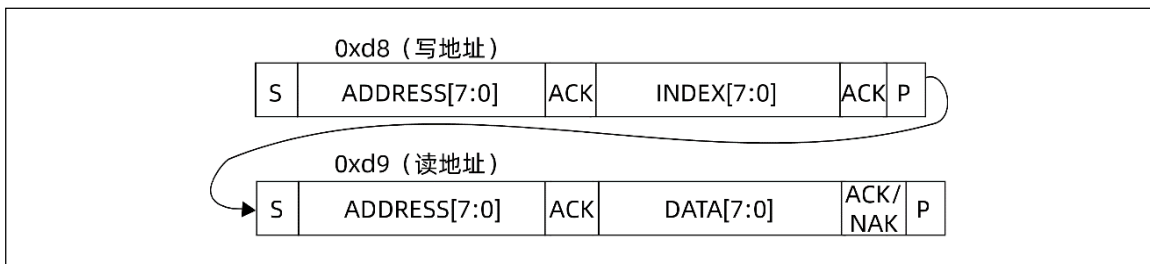 0xd8（写地址）
S ADDRESS[7:0] ACK INDEX[7:0] ACK P
0xd9（读地址）
S ADDRESS[7:0] ACK DATA[7:0] ACK/ P
NAK